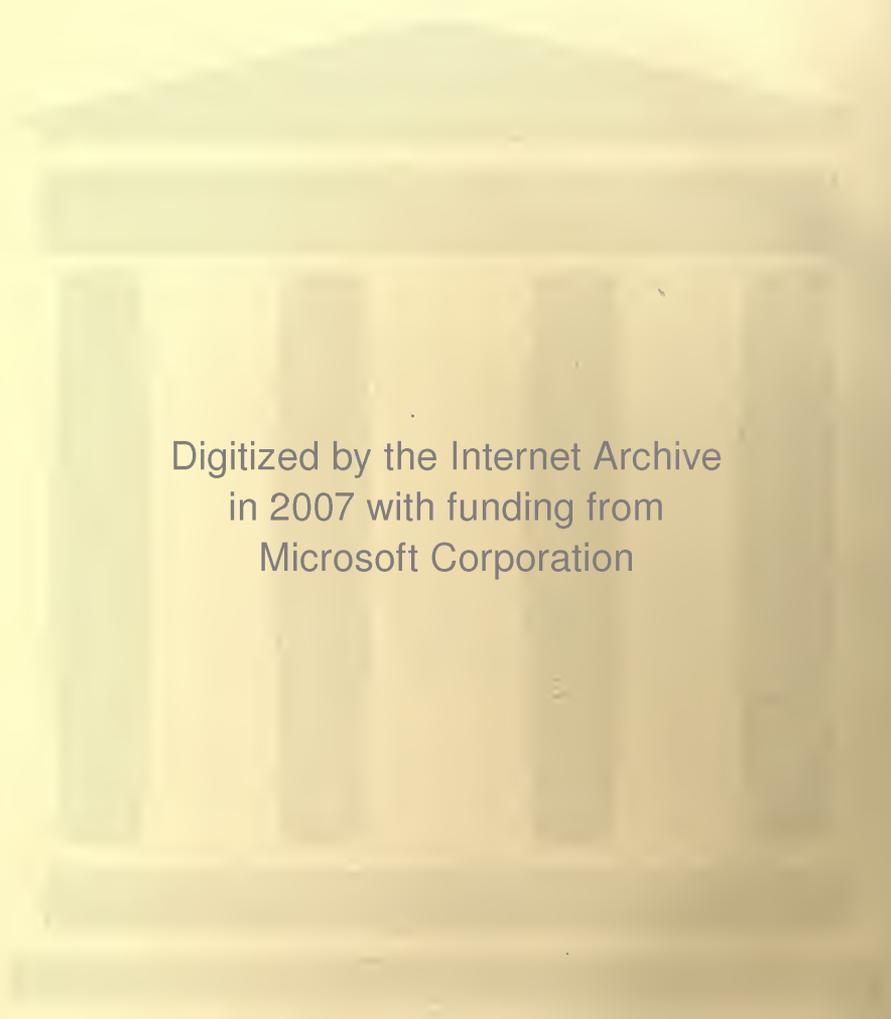 Digitized by the Internet Archive
in 2007 with funding from
Microsoft Corporation